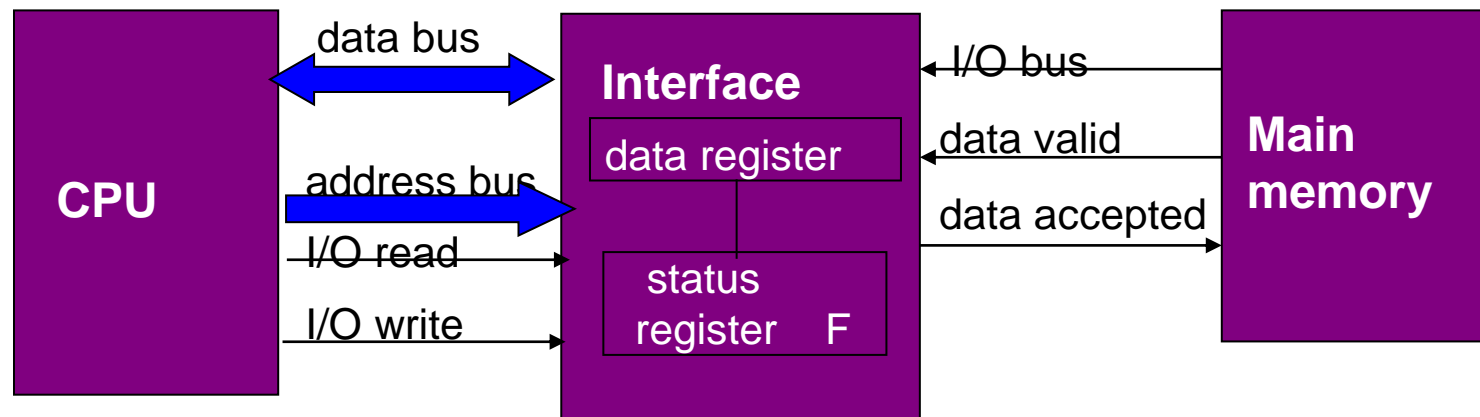 CPU
data bus
address bus
I/O read
I/O write
Interface
data register
status
register F
I/O bus
data valid
data accepted
Main
memory